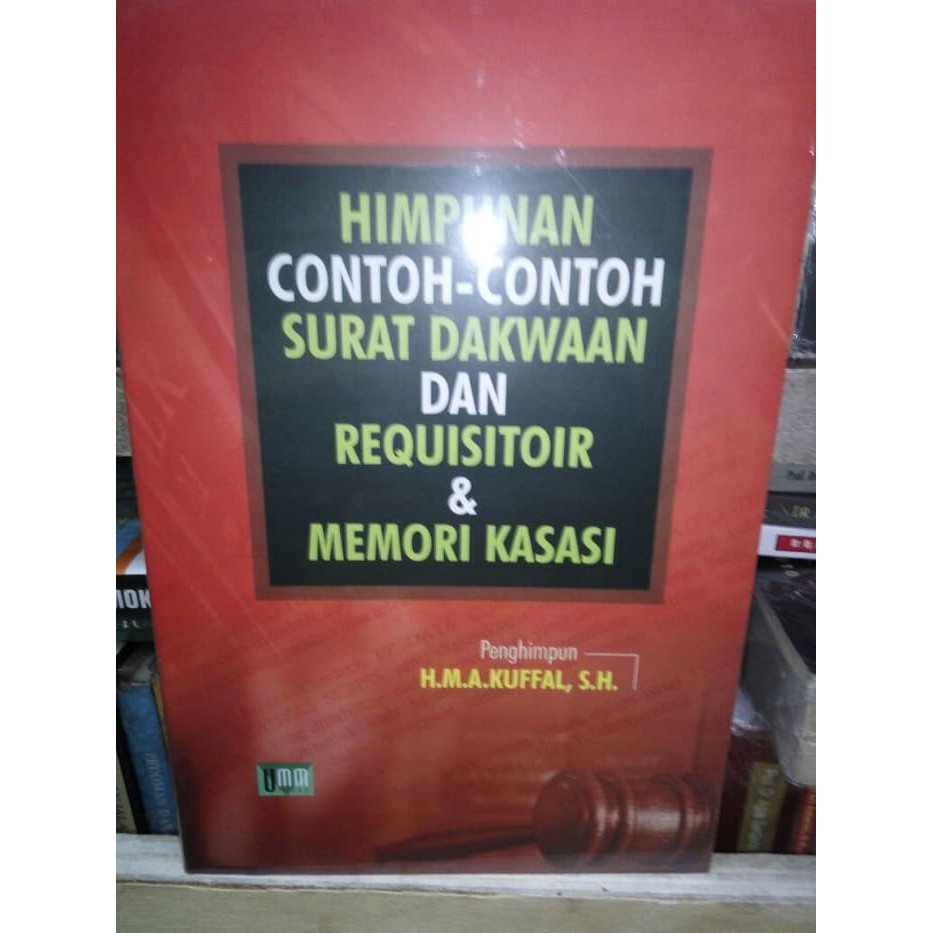 HIMPUNAN
CONTOH-CONTOH
SURAT DAKWAAN
DAN
REQUISITOIR
&
MEMORI KASASI
Penghimpun
H.M.A.KUFFAL, S.H.
UMM